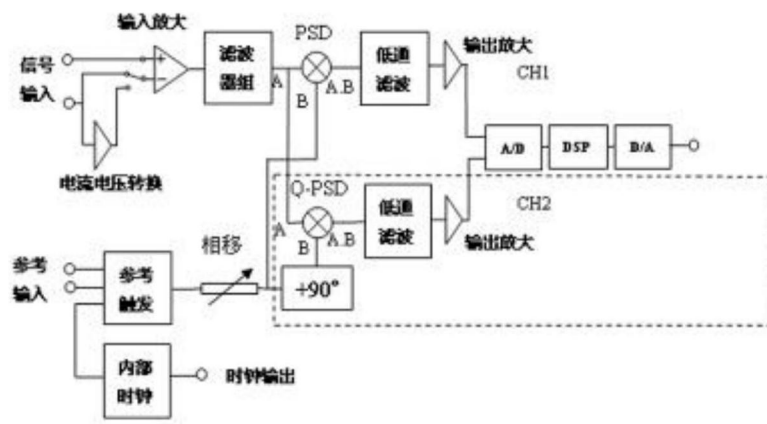 输入放大
PSD
信号
输入
+
−
滤波
器组
A
B
A.B
低通
滤波
输出放大
CH1
电流电压转换
A/D
DSP
D/A
Q-PSD
A
B
A.B
低通
滤波
CH2
输出放大
参考
输入
参考
触发
相移
+90°
内部
时钟
时钟输出